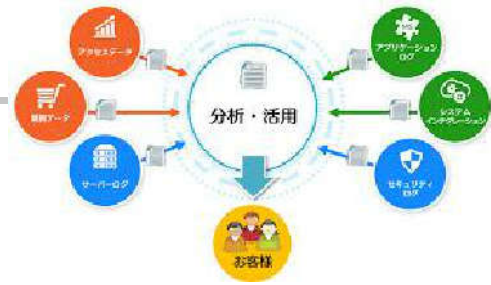 アクセスデータ
アプリケーション
ログ
分析・活用
システム
インテグレーション
サーバーログ
セキュリティ
ログ
お客様